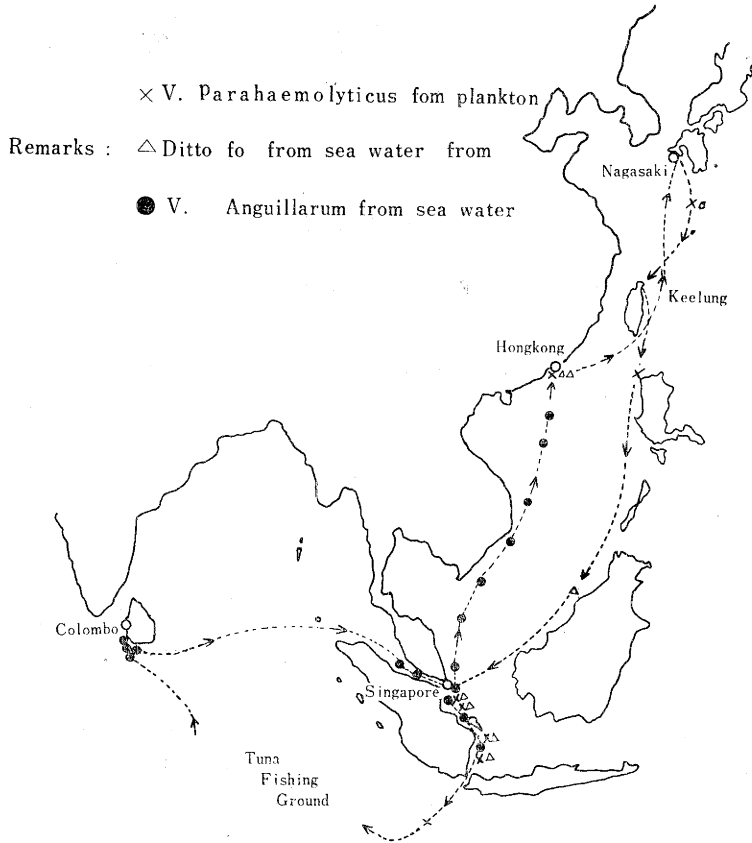 × V. Parahaemolyticus fom plankton
Remarks : △ Ditto fo from sea water from
● V. Anguillarum from sea water
Nagasaki
Keelung
Hongkong
Colombo
Singapore
Tuna
Fishing
Ground